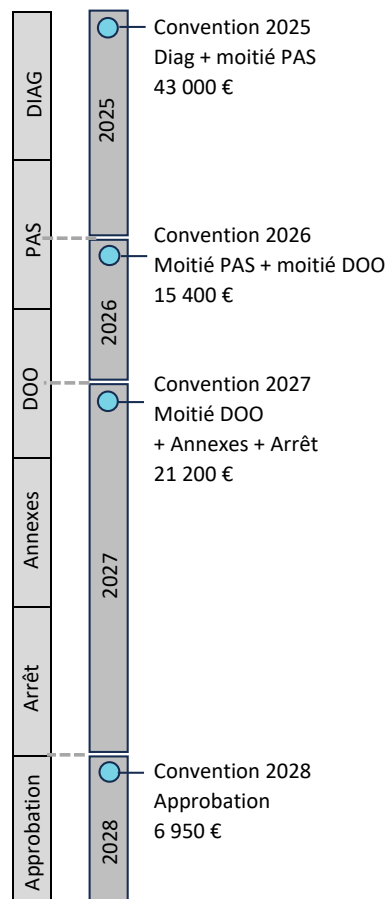 DIAG
PAS
DOO
Annexes
Arrêt
Approbation
2025
2026
2027
2028
Convention 2025
Diag + moitié PAS
43 000 €
Convention 2026
Moitié PAS + moitié DOO
15 400 €
Convention 2027
Moitié DOO
+ Annexes + Arrêt
21 200 €
Convention 2028
Approbation
6 950 €